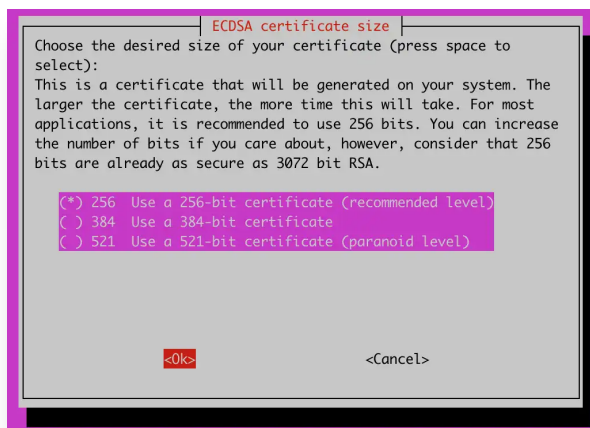 ECDSA certificate size
Choose the desired size of your certificate (press space to
select):
This is a certificate that will be generated on your system. The
larger the certificate, the more time this will take. For most
applications, it is recommended to use 256 bits. You can increase
the number of bits if you care about, however, consider that 256
bits are already as secure as 3072 bit RSA.
(*) 256 Use a 256-bit certificate (recommended level)
( ) 384 Use a 384-bit certificate
( ) 521 Use a 521-bit certificate (paranoid level)
<Ok> <Cancel>